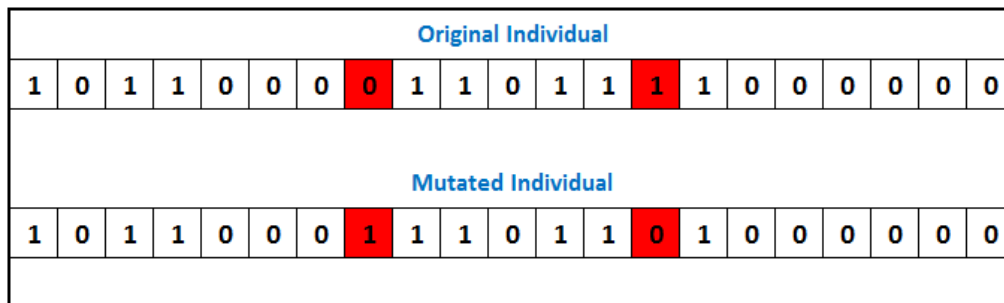 Original Individual
1 0 1 1 0 0 0 0 1 1 0 1 1 1 1 0 0 0 0 0 0
Mutated Individual
1 0 1 1 0 0 0 1 1 1 0 1 1 0 1 0 0 0 0 0 0